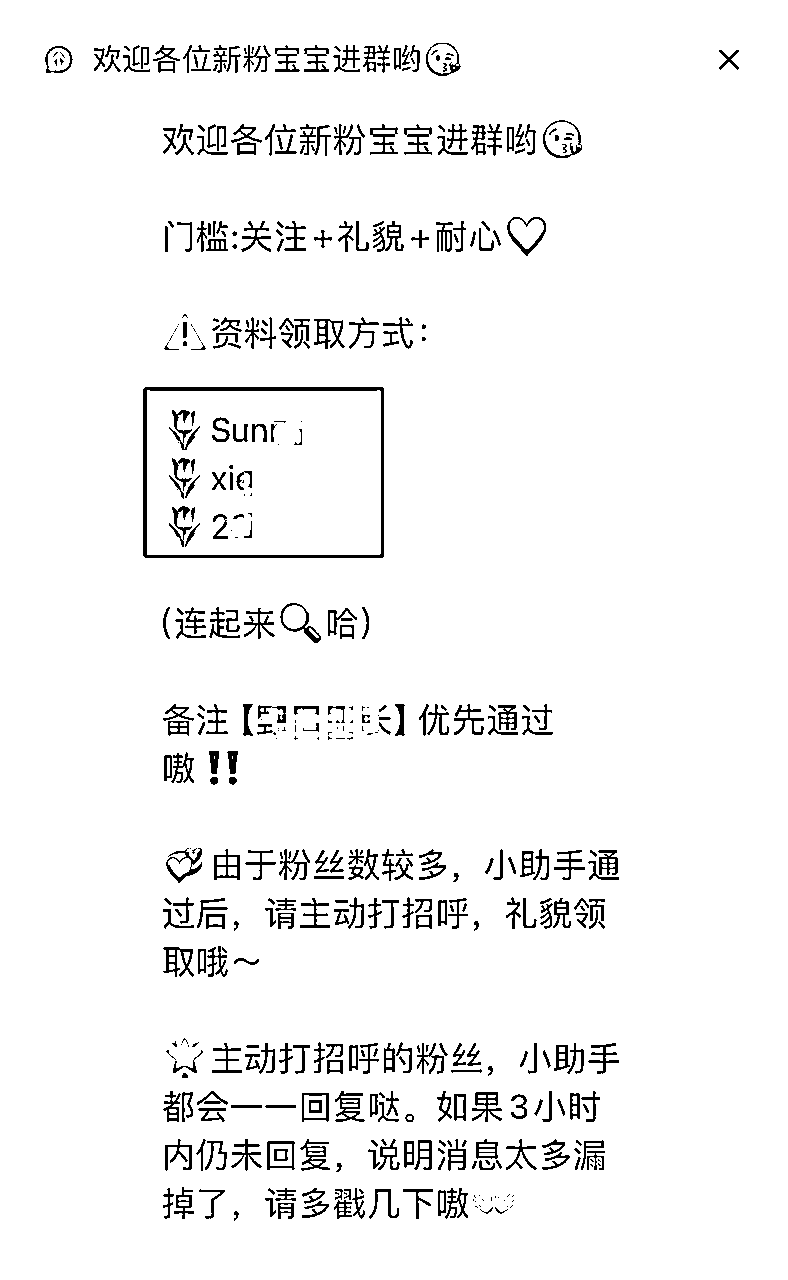 欢迎各位新粉宝宝进群哟😘
欢迎各位新粉宝宝进群哟😘
门槛:关注+礼貌+耐心♡
⚠️资料领取方式：
🌷Sun
🌷xie
🌷2
(连起来🔍哈)
备注【】优先通过
嗷‼️
💞由于粉丝数较多，小助手通
过后，请主动打招呼，礼貌领
取哦～
🌟主动打招呼的粉丝，小助手
都会一一回复哒。如果3小时
内仍未回复，说明消息太多漏
掉了，请多戳几下嗷